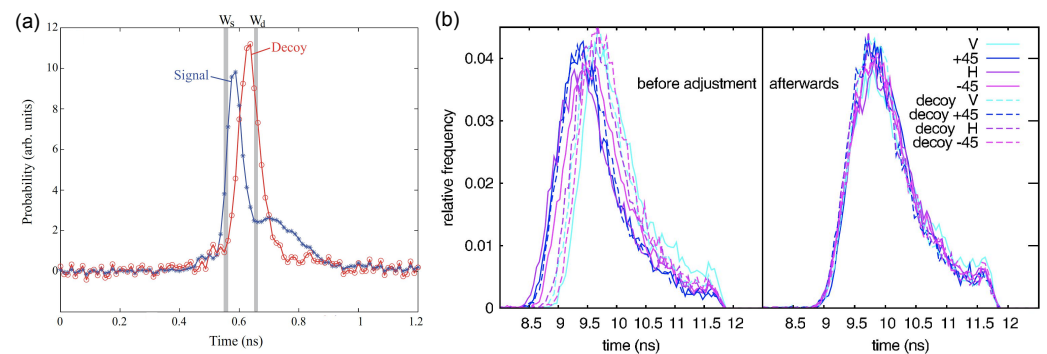 (a)
W_s W_d
12
10
8
6
4
2
0
Probability (arb. units)
Decoy
Signal
0 0.2 0.4 0.6 0.8 1.0 1.2
Time (ns)
(b)
0.04
0.03
0.02
0.01
0
relative frequency
before adjustment
8.5 9 9.5 10 10.5 11 11.5 12
time (ns)
afterwards
V
+45
H
-45
decoy V
decoy +45
decoy H
decoy -45
8.5 9 9.5 10 10.5 11 11.5 12
time (ns)